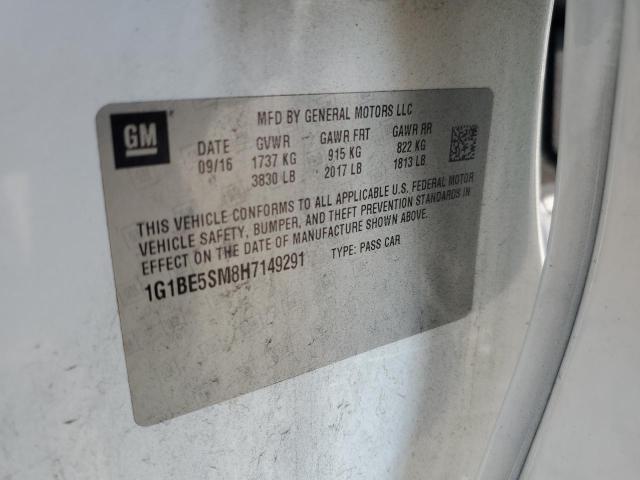 GM
MFD BY GENERAL MOTORS LLC
DATE GVWR GAWR FRT GAWR RR
09/16 1737 KG 915 KG 822 KG
3830 LB 2017 LB 1813 LB
THIS VEHICLE CONFORMS TO ALL APPLICABLE U.S. FEDERAL MOTOR
VEHICLE SAFETY, BUMPER, AND THEFT PREVENTION STANDARDS IN
EFFECT ON THE DATE OF MANUFACTURE SHOWN ABOVE.
1G1BE5SM8H7149291 TYPE: PASS CAR